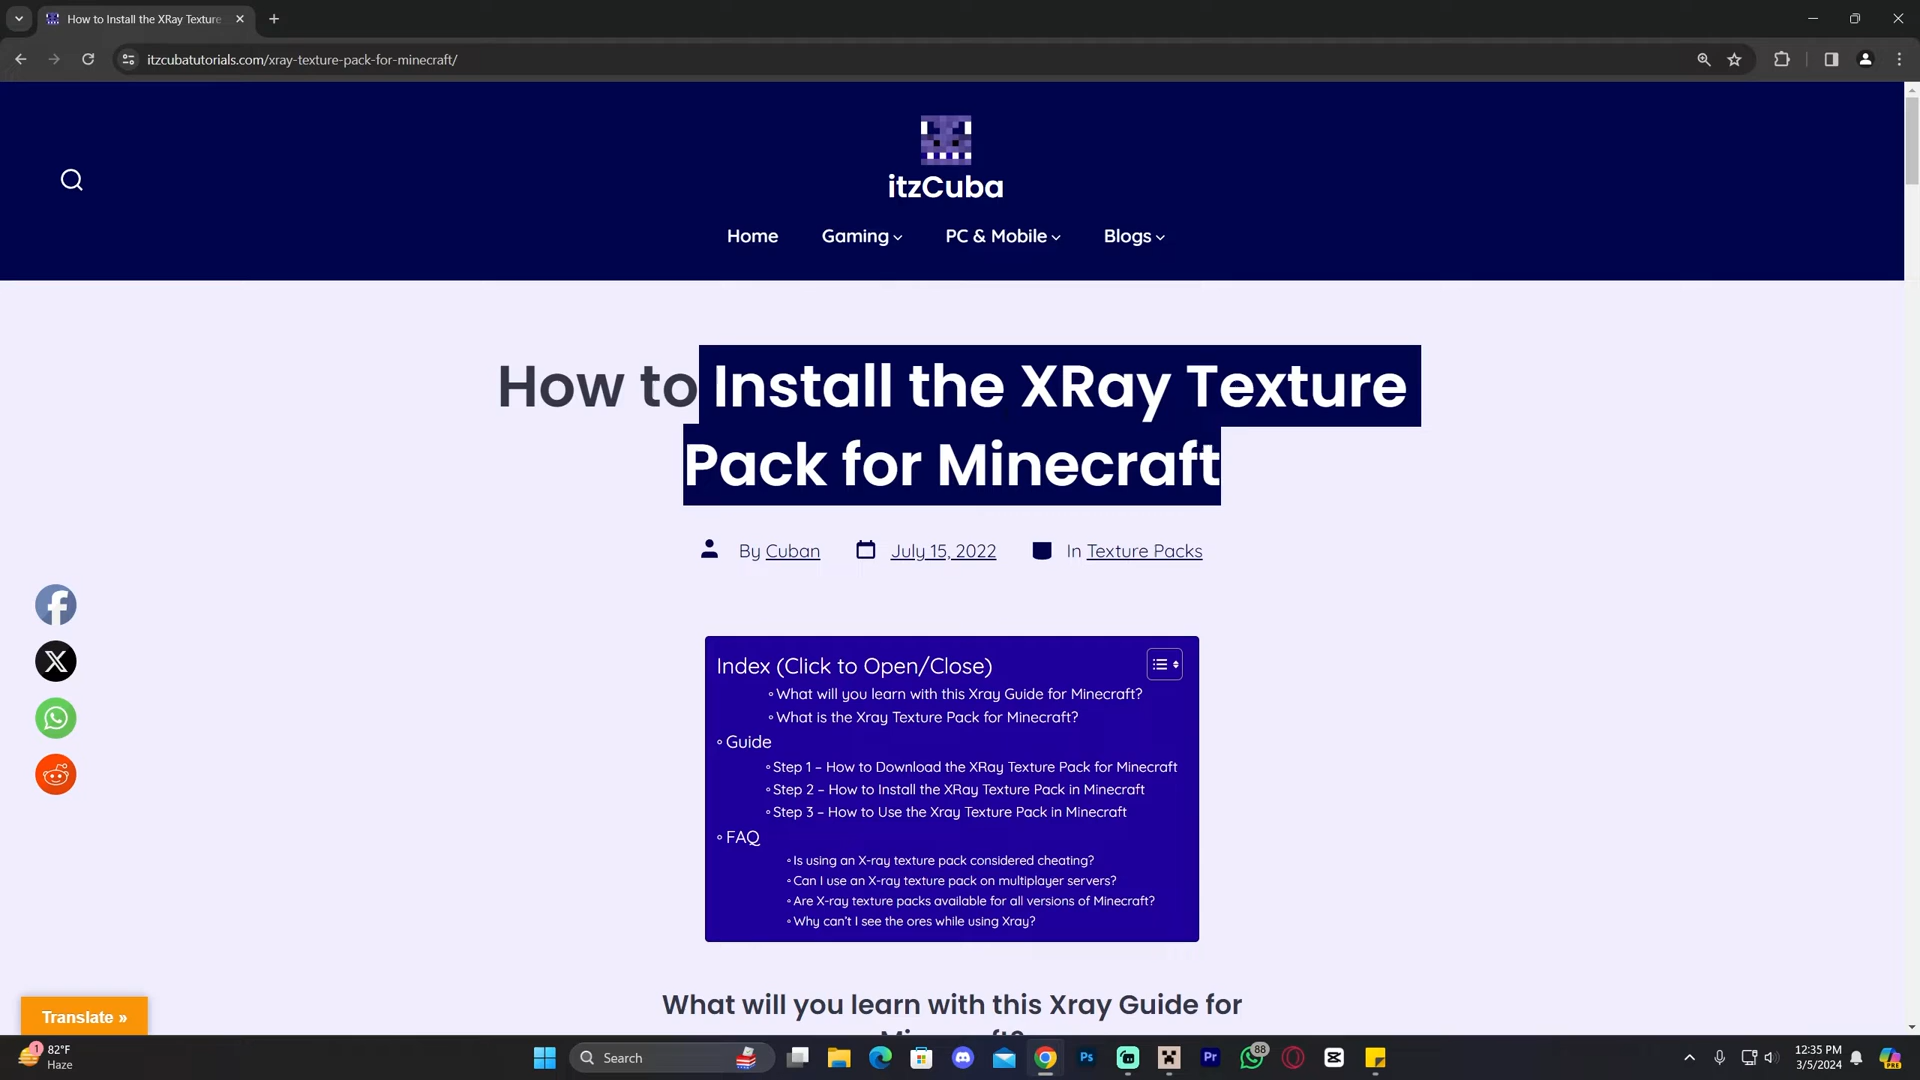 How to Install the XRay Texture
itzcubatutorials.com/xray-texture-pack-for-minecraft/
itzCuba
Home Gaming PC & Mobile Blogs
How to Install the XRay Texture
Pack for Minecraft
By Cuban July 15, 2022 In Texture Packs
Index (Click to Open/Close)
What will you learn with this Xray Guide for Minecraft?
What is the Xray Texture Pack for Minecraft?
Guide
Step 1 – How to Download the XRay Texture Pack for Minecraft
Step 2 – How to Install the XRay Texture Pack in Minecraft
Step 3 – How to Use the Xray Texture Pack in Minecraft
FAQ
Is using an X-ray texture pack considered cheating?
Can I use an X-ray texture pack on multiplayer servers?
Are X-ray texture packs available for all versions of Minecraft?
Why can't I see the ores while using Xray?
What will you learn with this Xray Guide for
Minecraft?
Translate »
1
82°F
Haze
Search
Ps
Pr
88
12:35 PM
3/5/2024
PRE